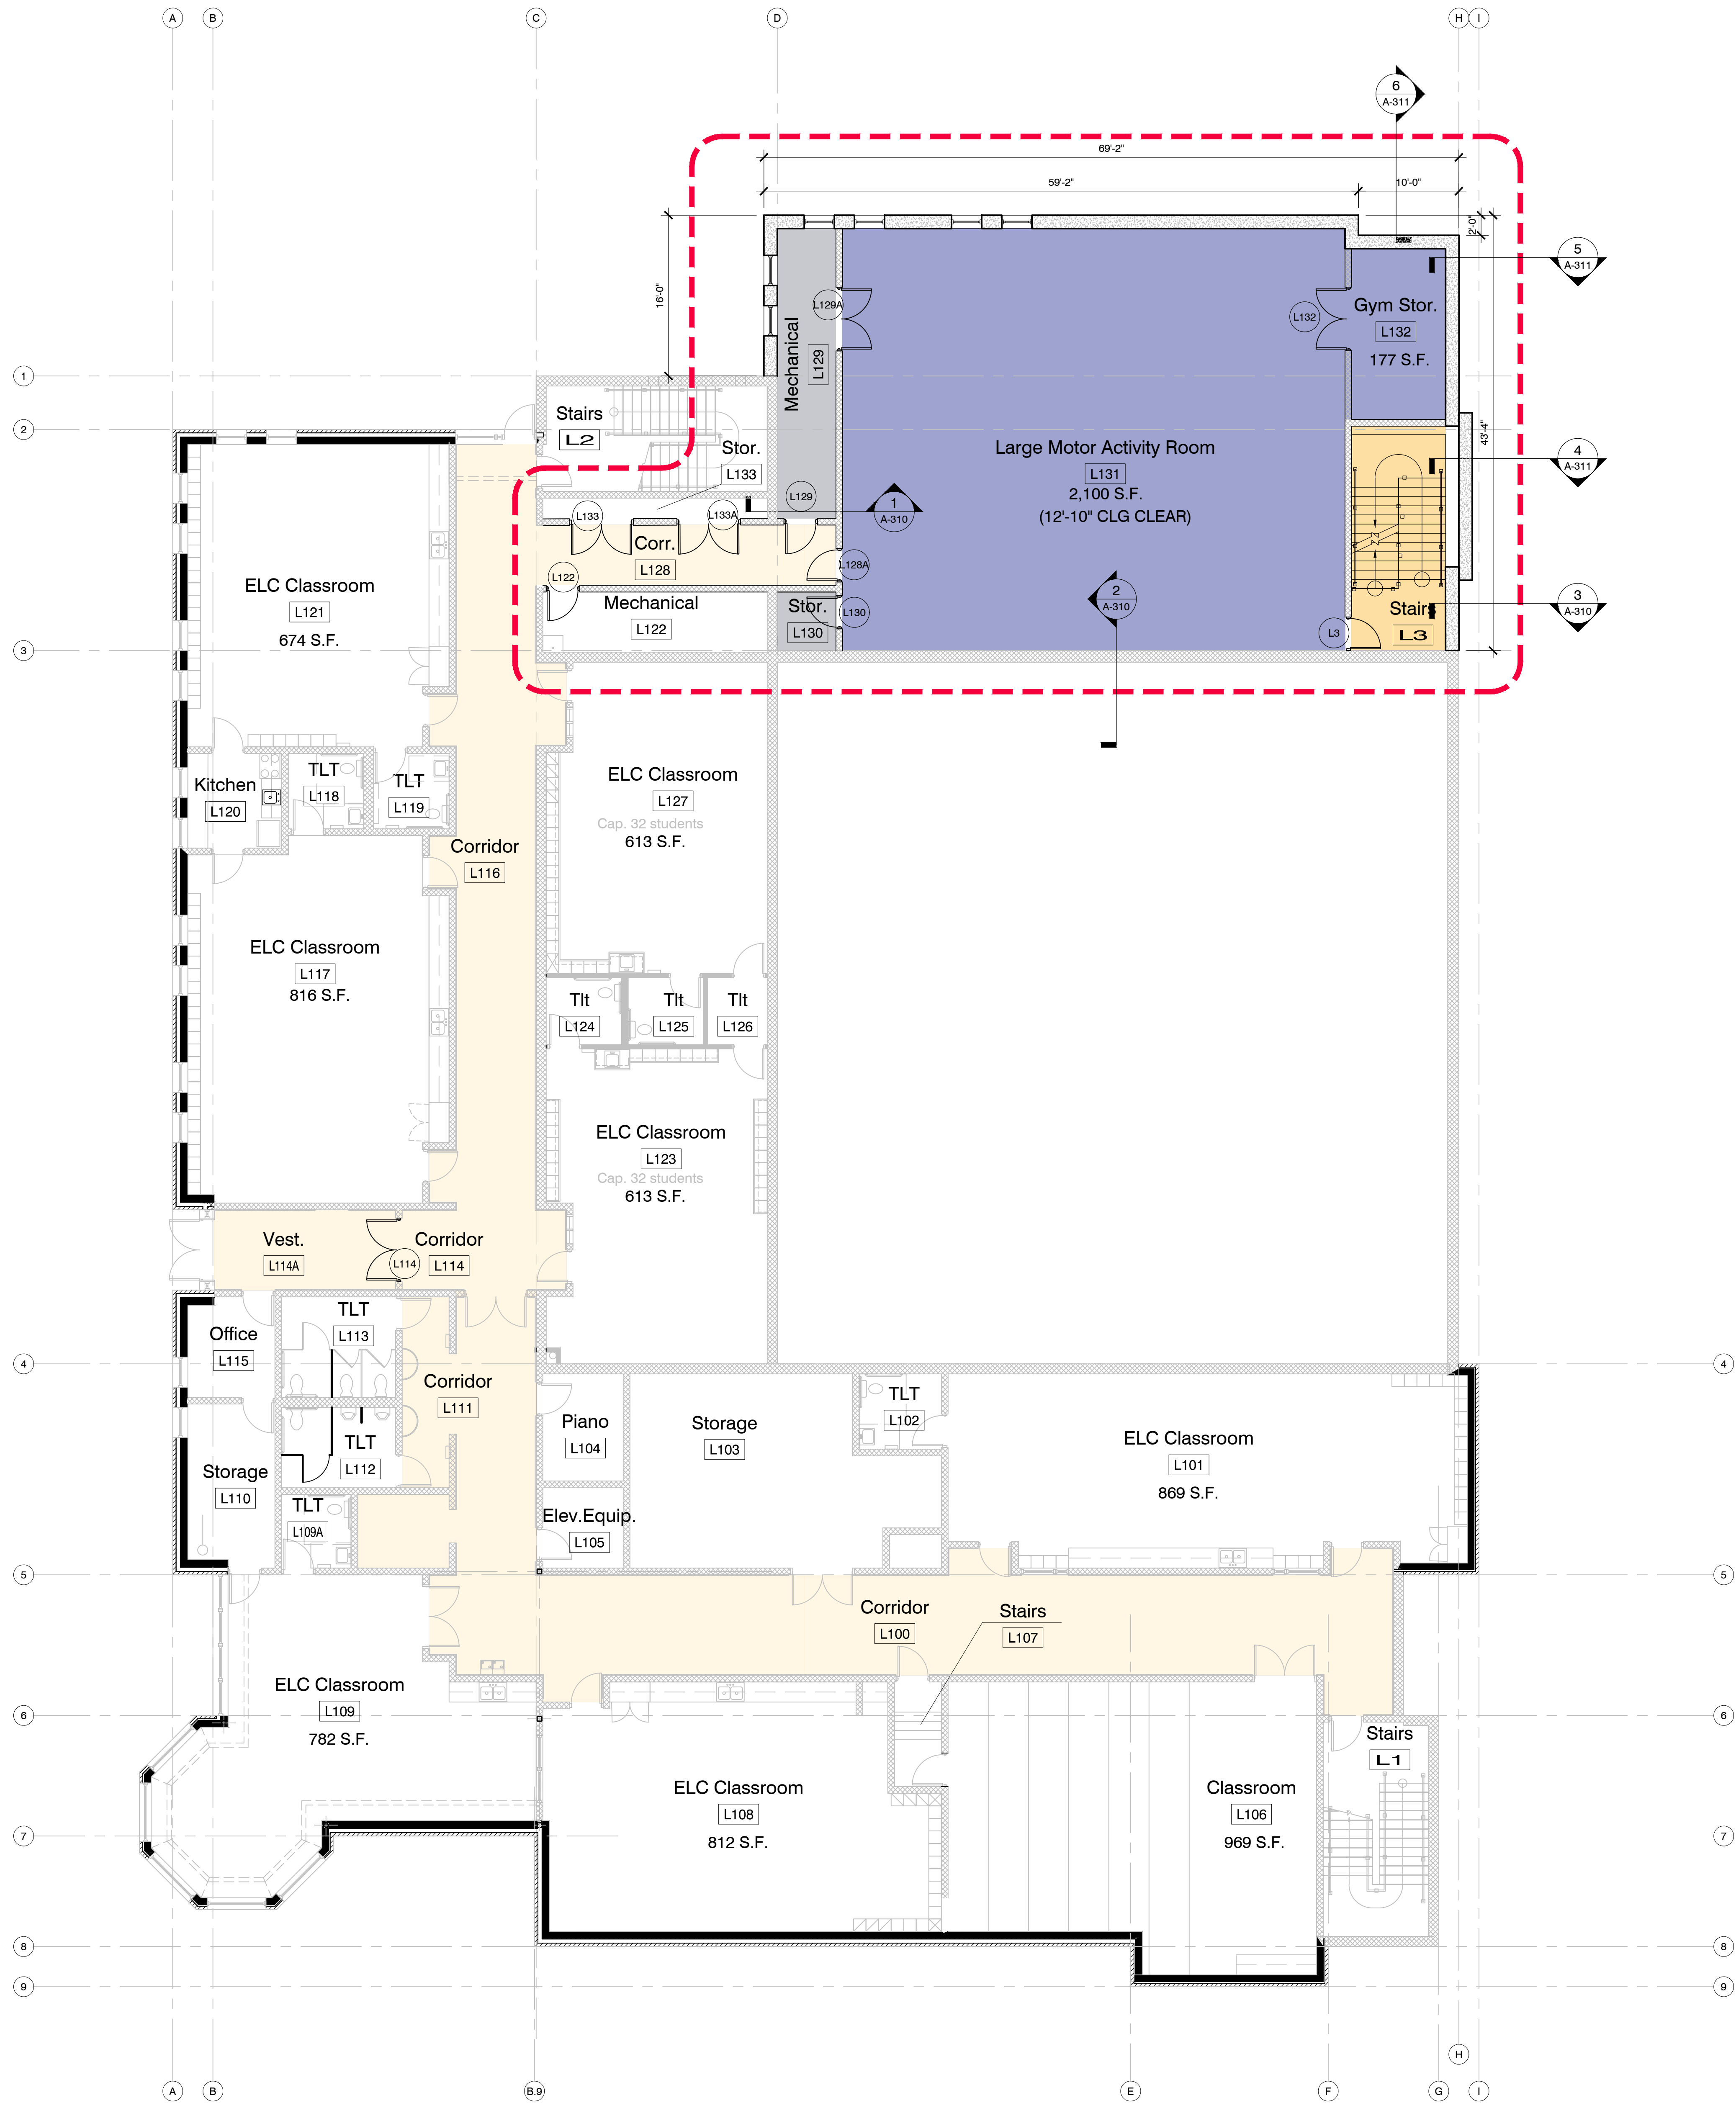 A
B
C
D
H
I
6
A-311
69'-2"
59'-2"
10'-0"
2'-0"
16'-0"
43'-4"
5
A-311
L129A
L132
Gym Stor.
L132
177 S.F.
Mechanical
L129
1
2
Stairs
L2
Stor.
L133
Large Motor Activity Room
L131
2,100 S.F.
(12'-10" CLG CLEAR)
4
A-311
L129
1
A-310
L133
L133A
Corr.
L128
L128A
L122
Mechanical
L122
Stor.
L130
L130
2
A-310
3
A-310
Stairs
L3
L3
ELC Classroom
L121
674 S.F.
3
Kitchen
L120
TLT
L118
TLT
L119
ELC Classroom
L127
Cap. 32 students
613 S.F.
Corridor
L116
ELC Classroom
L117
816 S.F.
Tlt
L124
Tlt
L125
Tlt
L126
ELC Classroom
L123
Cap. 32 students
613 S.F.
Vest.
L114A
L114
Corridor
L114
Office
L115
TLT
L113
4
4
Corridor
L111
Piano
L104
Storage
L103
TLT
L102
ELC Classroom
L101
869 S.F.
TLT
L112
Storage
L110
TLT
L109A
Elev.Equip.
L105
5
5
Corridor
L100
Stairs
L107
ELC Classroom
L109
782 S.F.
6
6
Stairs
L1
ELC Classroom
L108
812 S.F.
Classroom
L106
969 S.F.
7
7
8
8
9
9
H
A
B
B.9
E
F
G
I